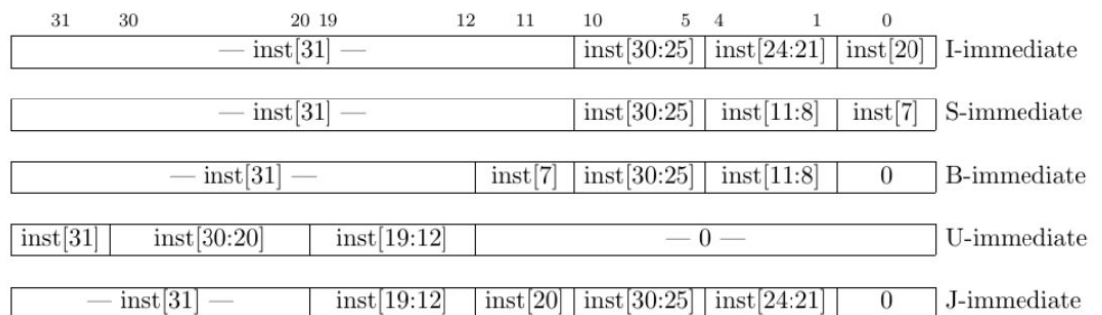 31 30 20 19 12 11 10 5 4 1 0
— inst[31] — inst[30:25] inst[24:21] inst[20] I-immediate
— inst[31] — inst[30:25] inst[11:8] inst[7] S-immediate
— inst[31] — inst[7] inst[30:25] inst[11:8] 0 B-immediate
inst[31] inst[30:20] inst[19:12] — 0 — U-immediate
— inst[31] — inst[19:12] inst[20] inst[30:25] inst[24:21] 0 J-immediate